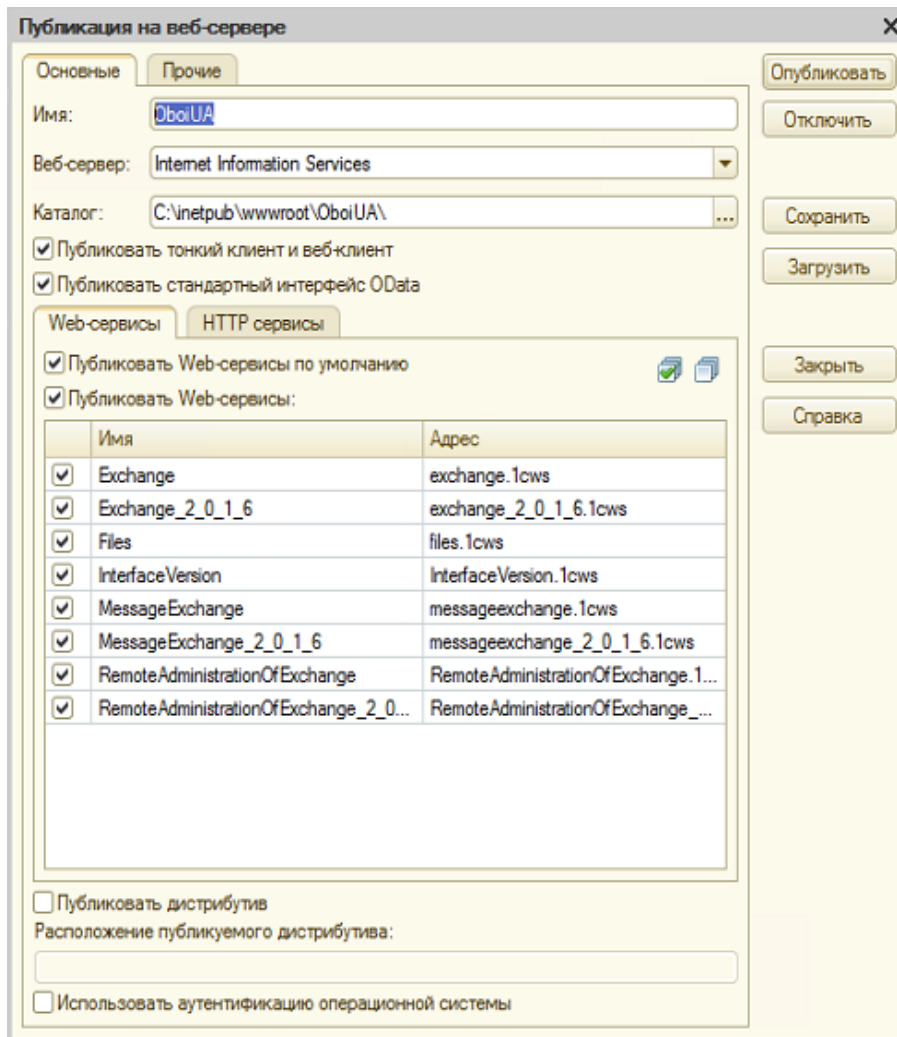 Публикация на веб-сервере
Основные Прочие
Опубликовать
Имя: OboiUA
Отключить
Веб-сервер: Internet Information Services
Каталог: C:\inetpub\wwwroot\OboiUA\ ...
Сохранить
Публиковать тонкий клиент и веб-клиент
Загрузить
Публиковать стандартный интерфейс OData
Web-сервисы HTTP сервисы
Публиковать Web-сервисы по умолчанию
Закрыть
Публиковать Web-сервисы:
Справка
Имя Адрес
Exchange exchange.1cws
Exchange_2_0_1_6 exchange_2_0_1_6.1cws
Files files.1cws
InterfaceVersion InterfaceVersion.1cws
MessageExchange messageexchange.1cws
MessageExchange_2_0_1_6 messageexchange_2_0_1_6.1cws
RemoteAdministrationOfExchange RemoteAdministrationOfExchange.1...
RemoteAdministrationOfExchange_2_0... RemoteAdministrationOfExchange_...
Публиковать дистрибутив
Расположение публикуемого дистрибутива:
Использовать аутентификацию операционной системы